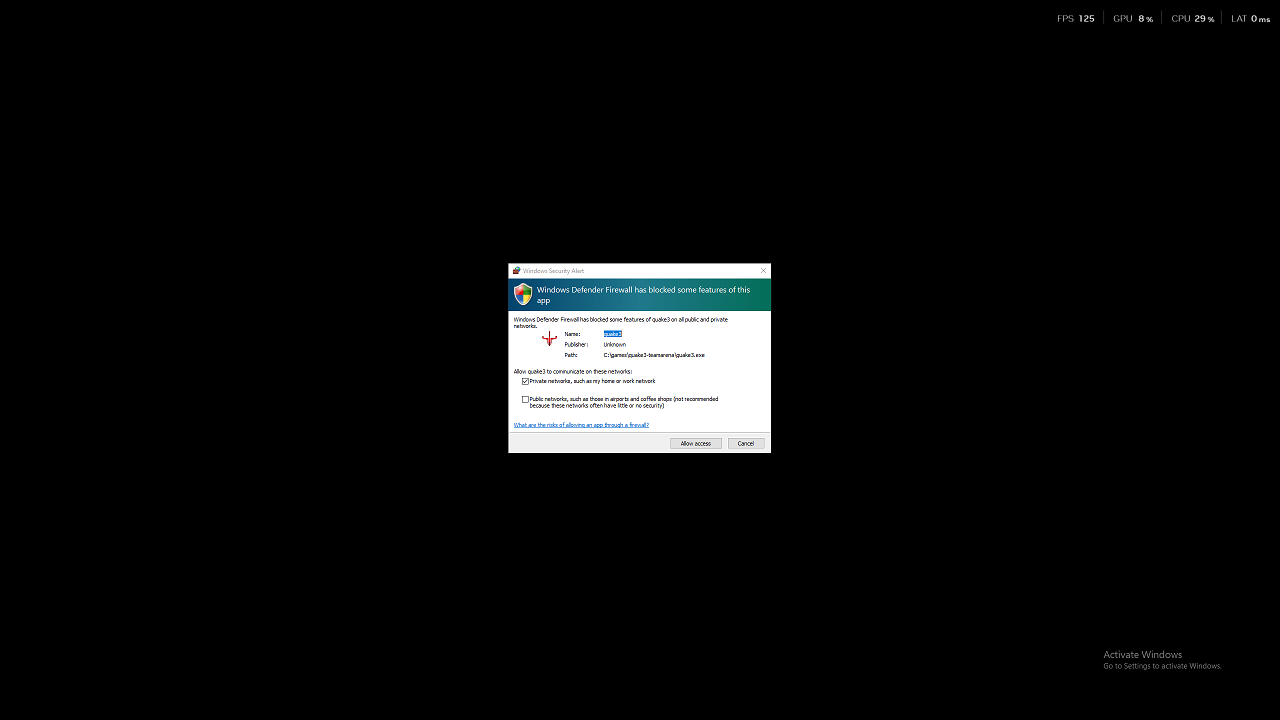 FPS 125 GPU 8 % CPU 29 % LAT 0 ms
Windows Security Alert
Windows Defender Firewall has blocked some features of this
app
Windows Defender Firewall has blocked some features of quake3 on all public and private
networks.
Name: quake3
Publisher: Unknown
Path: C:\games\quake3-teamarena\quake3.exe
Allow quake3 to communicate on these networks:
Private networks, such as my home or work network
Public networks, such as those in airports and coffee shops (not recommended
because these networks often have little or no security)
What are the risks of allowing an app through a firewall?
Allow access Cancel
Activate Windows
Go to Settings to activate Windows.